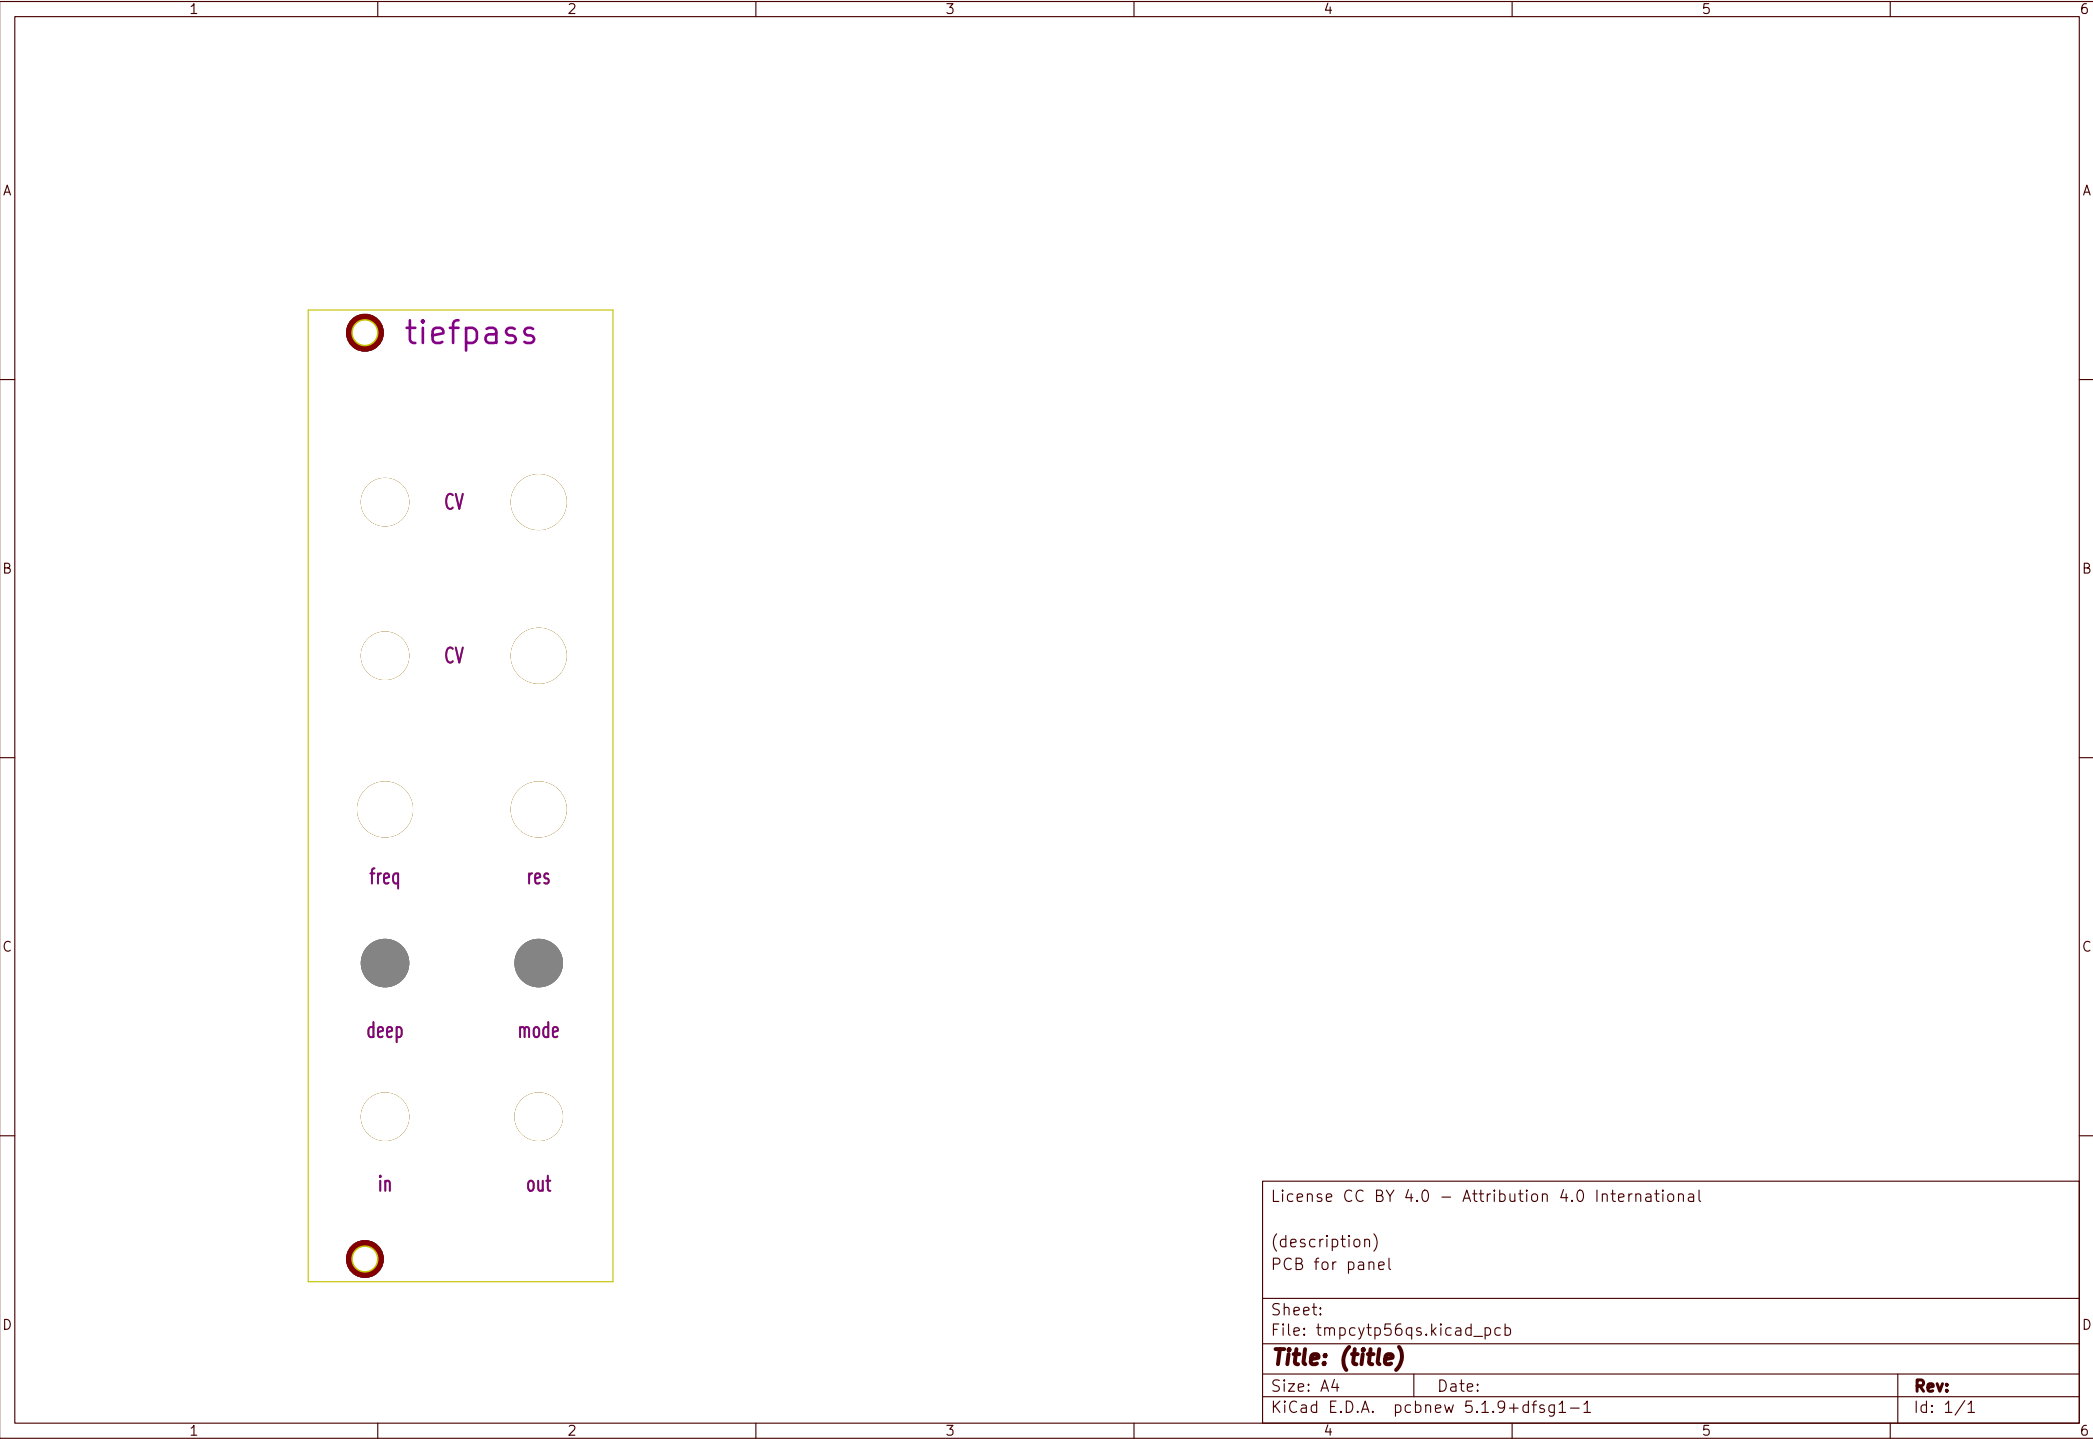 1 2 3 4 5 6
A A
tiefpass
CV
B B
CV
freq res
C C
deep mode
in out
License CC BY 4.0 – Attribution 4.0 International
(description)
PCB for panel
Sheet:
D D
File: tmpcytp56qs.kicad_pcb
Title: (title)
Size: A4 Date: Rev:
KiCad E.D.A. pcbnew 5.1.9+dfsg1-1 Id: 1/1
1 2 3 4 5 6